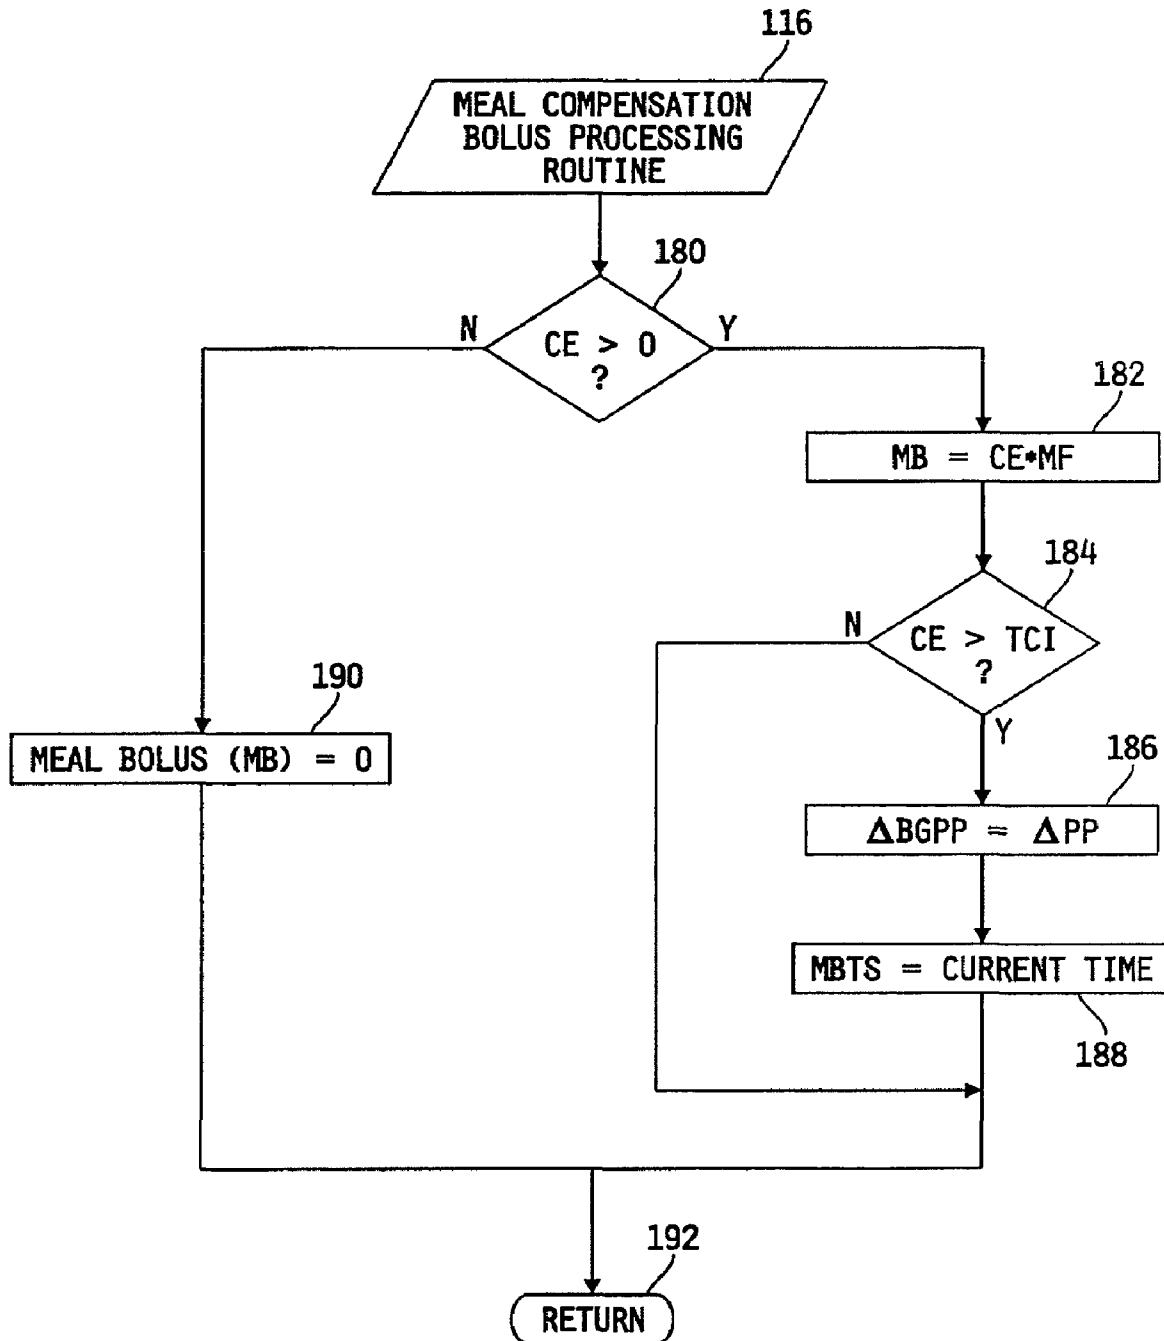 116
MEAL COMPENSATION
BOLUS PROCESSING
ROUTINE
180
N
Y
CE > 0
?
182
MB = CE*MF
184
N
CE > TCI
?
Y
190
MEAL BOLUS (MB) = 0
186
ΔBGPP = ΔPP
MBTS = CURRENT TIME
188
192
RETURN